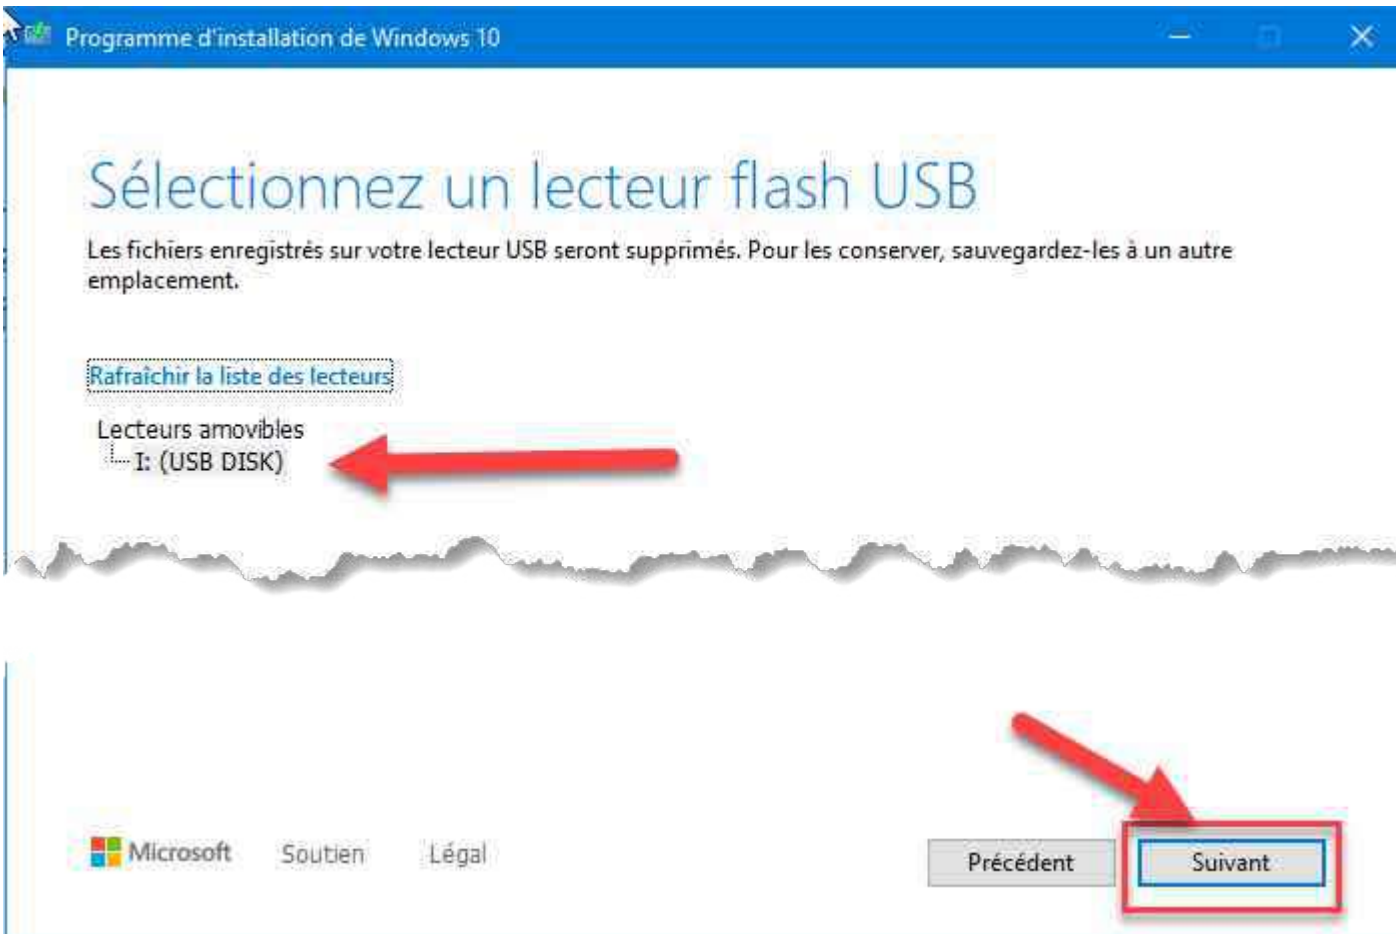 Programme d'installation de Windows 10
Sélectionnez un lecteur flash USB
Les fichiers enregistrés sur votre lecteur USB seront supprimés. Pour les conserver, sauvegardez-les à un autre
emplacement.
Rafraîchir la liste des lecteurs
Lecteurs amovibles
I: (USB DISK)
Microsoft Soutien Légal Précédent Suivant